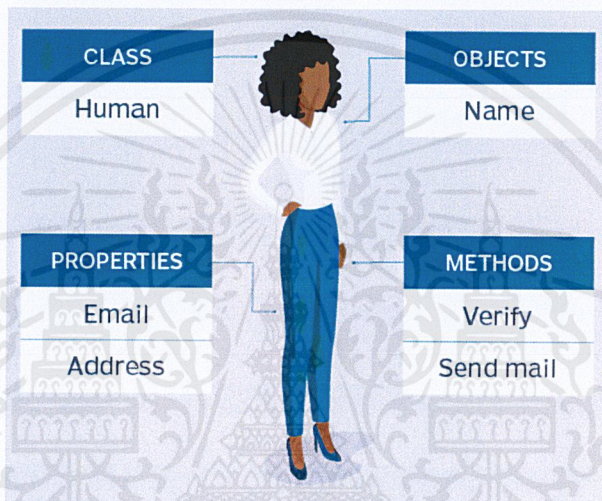 CLASS
Human
OBJECTS
Name
PROPERTIES
Email
Address
METHODS
Verify
Send mail